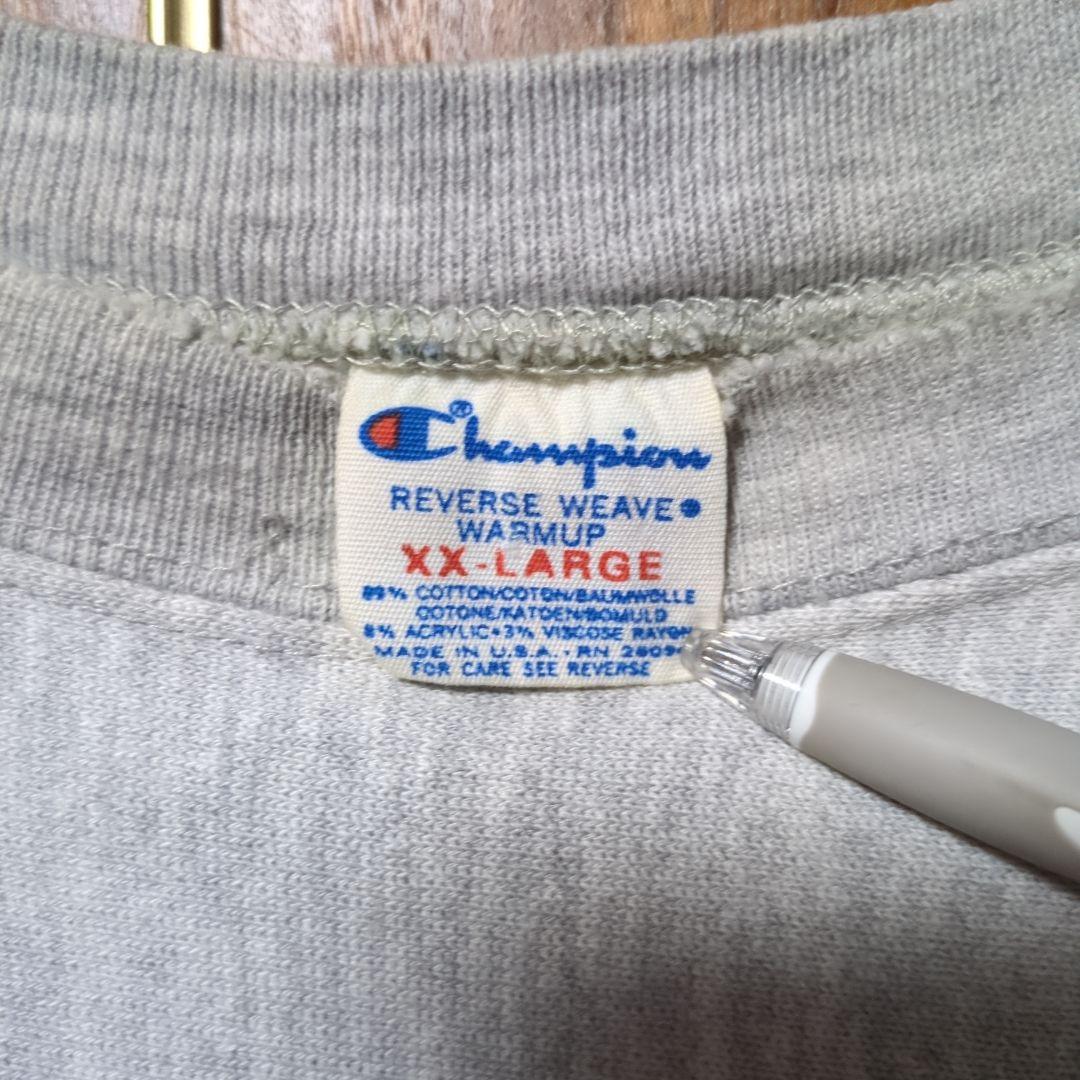 Champion®
REVERSE WEAVE®
WARMUP
XX-LARGE
89% COTTON/COTON/BAUMWOLLE
COTONE/KATOEN/BOMULD
8% ACRYLIC•3% VISCOSE RAYON
MADE IN U.S.A. • RN
FOR CARE SEE REVERSE